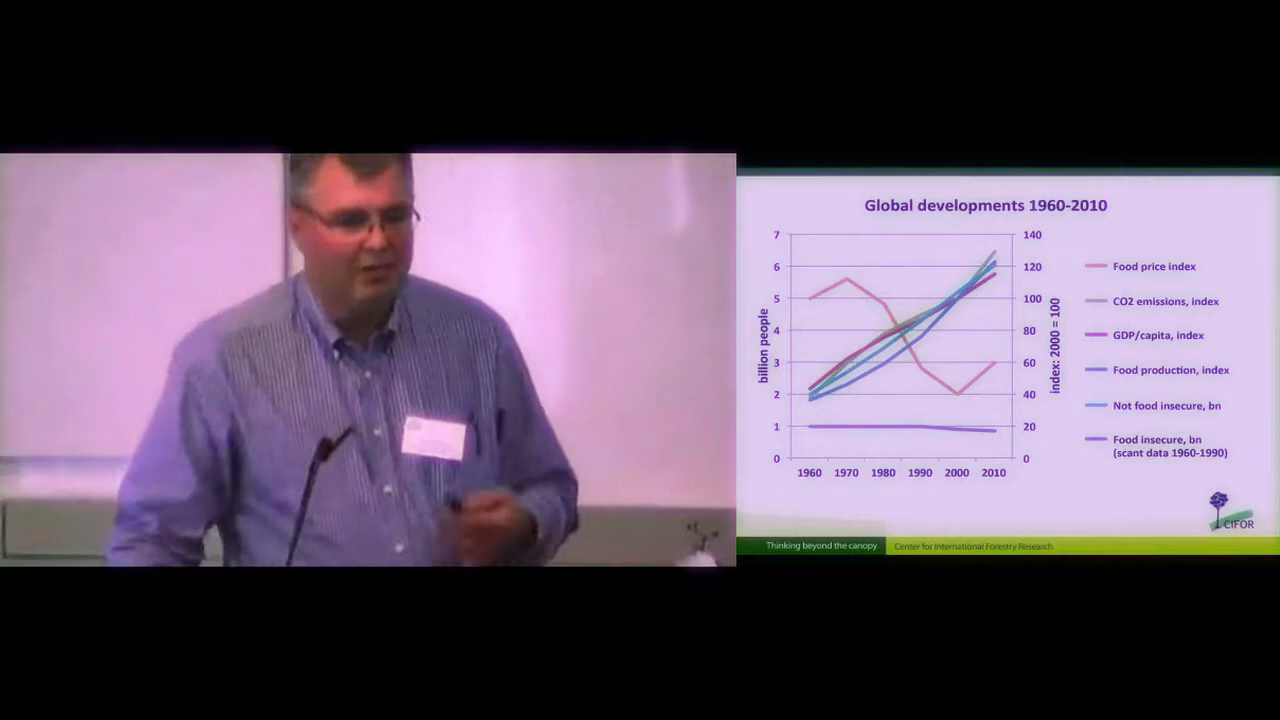 Global developments 1960-2010
7
6
5
4
3
2
1
0
billion people
140
120
100
80
60
40
20
0
index: 2000 = 100
1960 1970 1980 1990 2000 2010
Food price index
CO2 emissions, index
GDP/capita, index
Food production, index
Not food insecure, bn
Food insecure, bn
(scant data 1960-1990)
CIFOR
Thinking beyond the canopy
Center for International Forestry Research